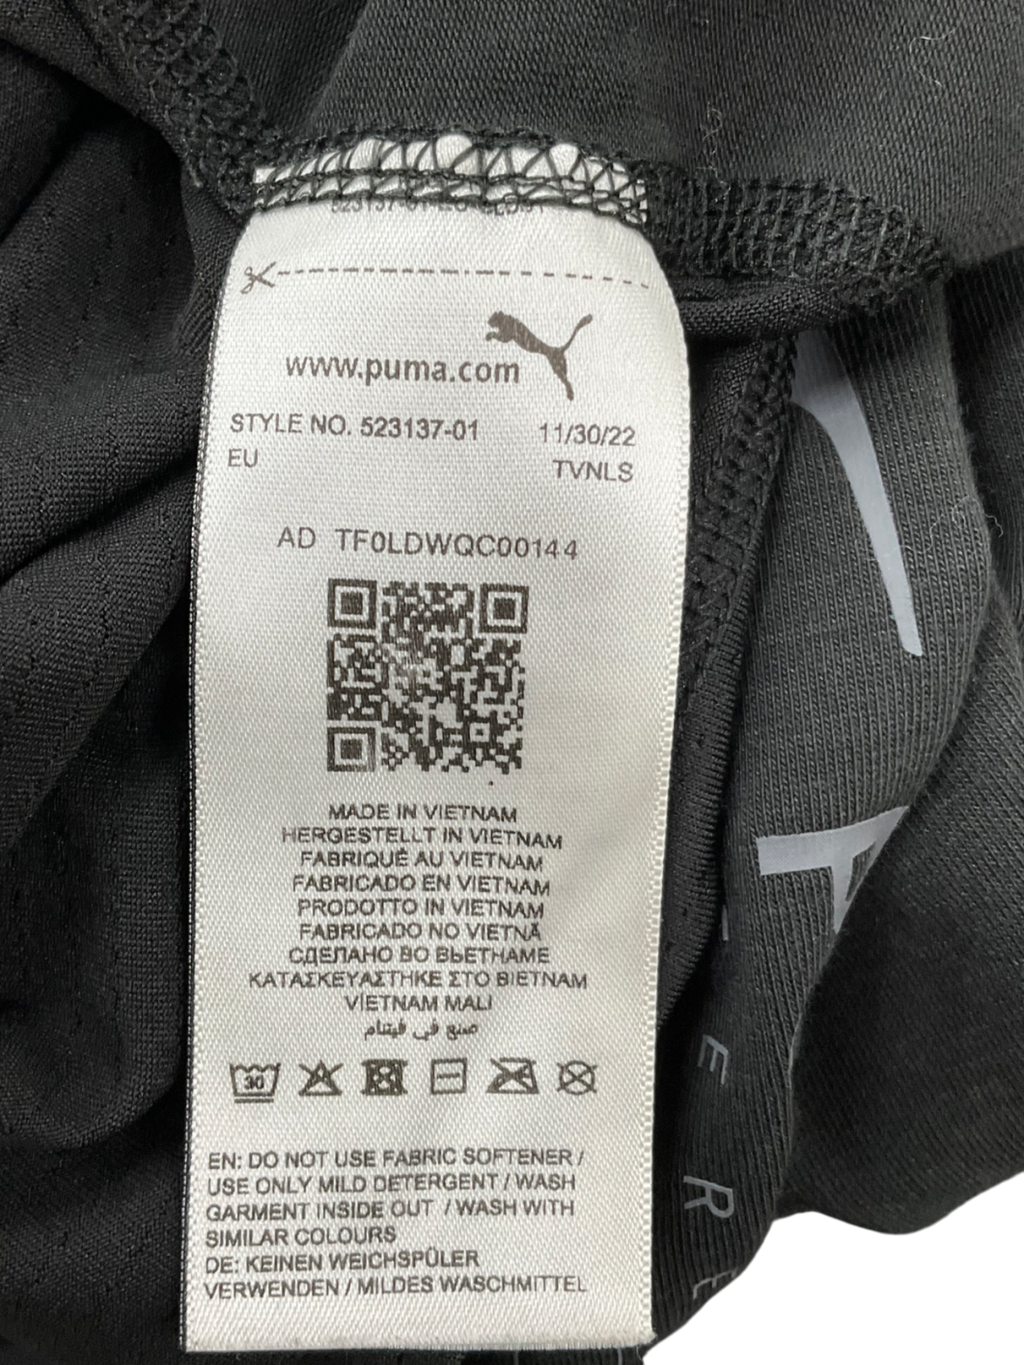 www.puma.com
STYLE NO. 523137-01 11/30/22
EU TVNLS
AD TF0LDWQC00144
MADE IN VIETNAM
HERGESTELLT IN VIETNAM
FABRIQUÉ AU VIETNAM
FABRICADO EN VIETNAM
PRODOTTO IN VIETNAM
FABRICADO NO VIETNÃ
СДЕЛАНО ВО ВЬЕТНАМЕ
ΚΑΤΑΣΚΕΥΑΣΤΗΚΕ ΣΤΟ ΒΙΕΤΝΑΜ
VİETNAM MALI
صنع في فيتنام
30
EN: DO NOT USE FABRIC SOFTENER /
USE ONLY MILD DETERGENT / WASH
GARMENT INSIDE OUT / WASH WITH
SIMILAR COLOURS
DE: KEINEN WEICHSPÜLER
VERWENDEN / MILDES WASCHMITTEL
E
R
E